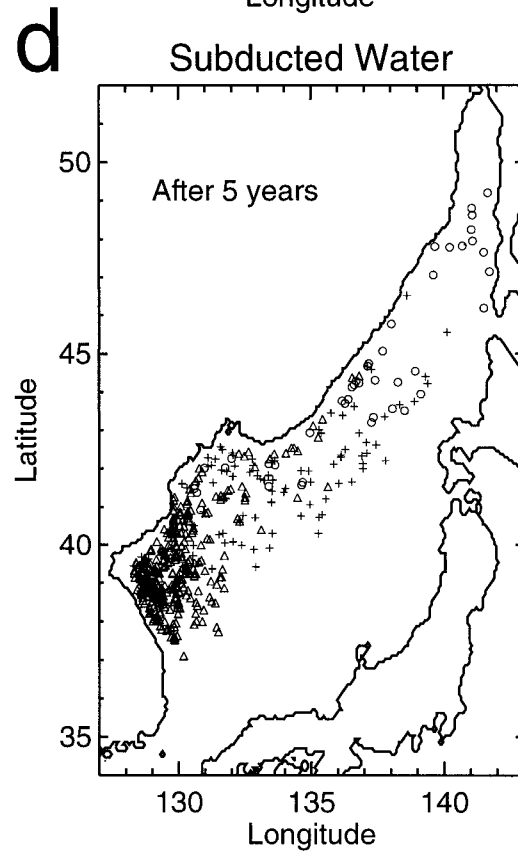 Longitude
d
Subducted Water
50
After 5 years
45
Latitude
40
35
130 135 140
Longitude